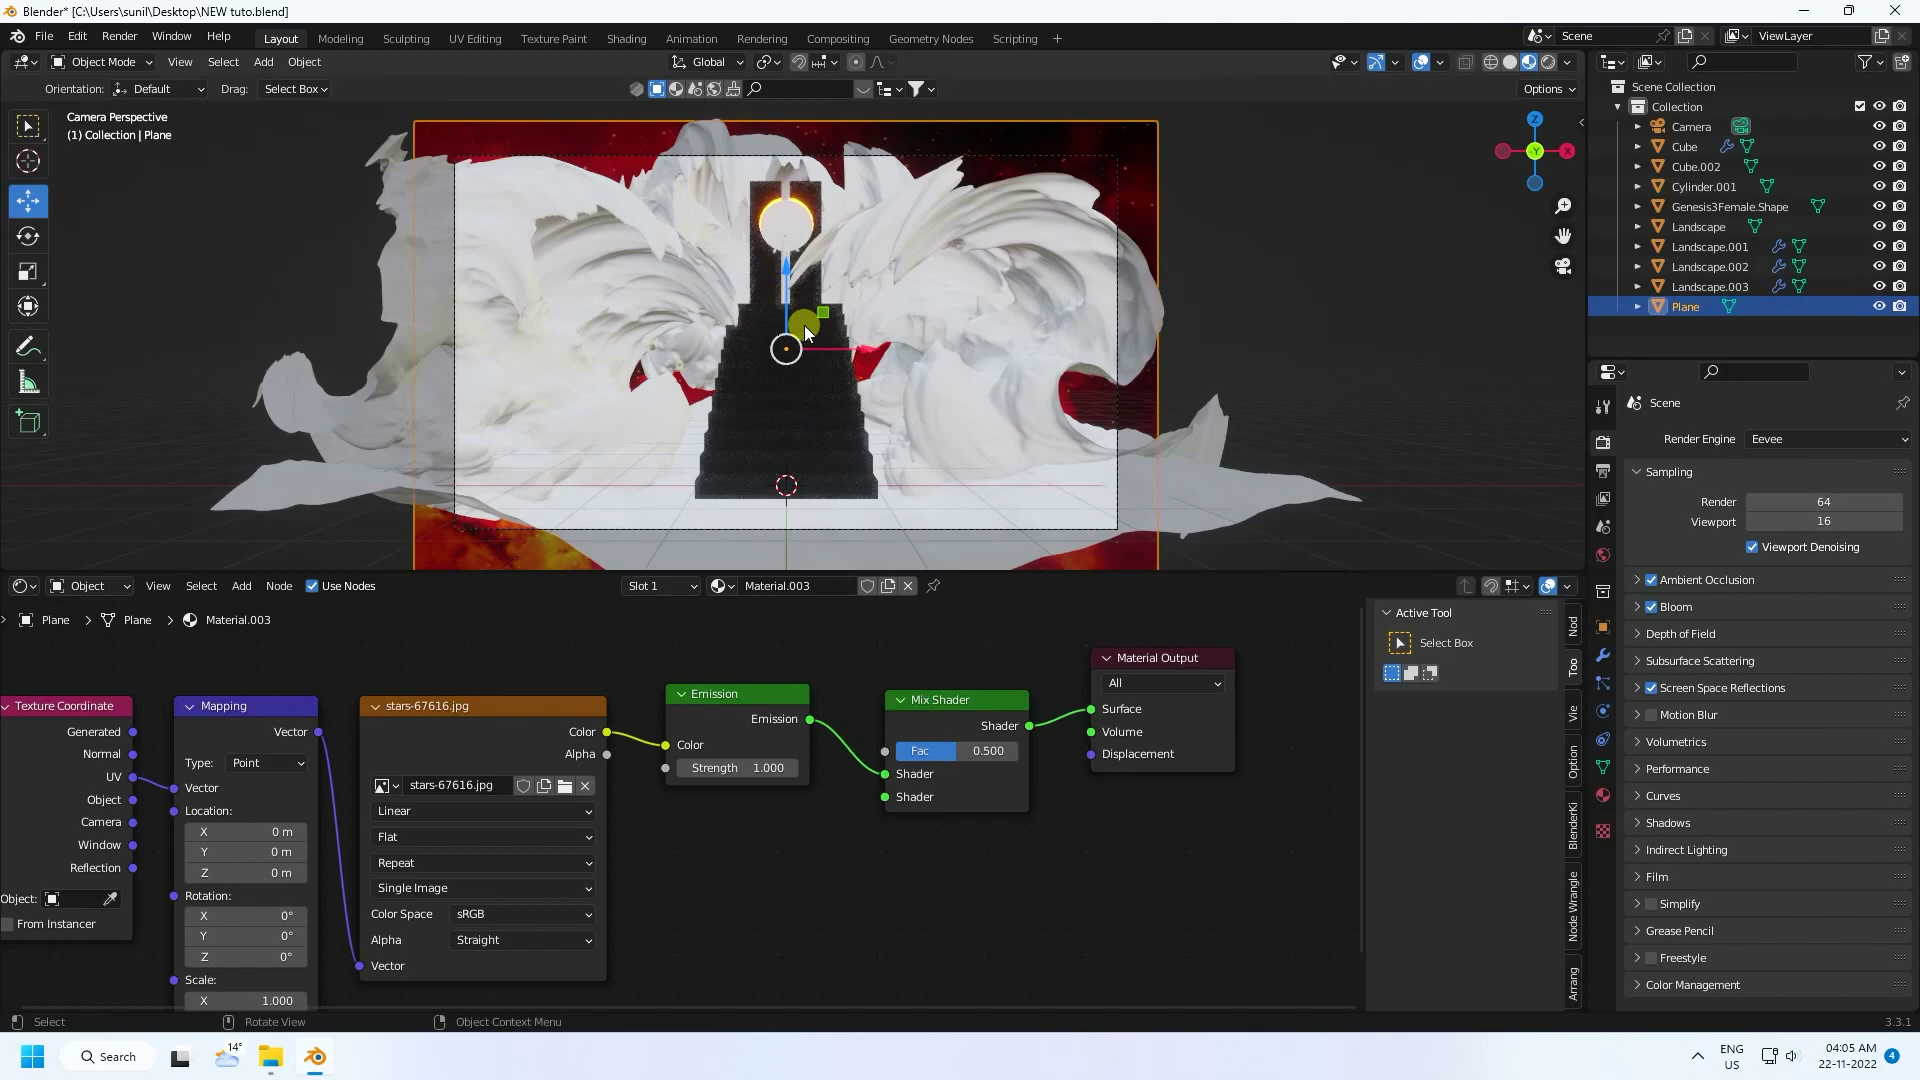 Blender* [C:\Users\sunil\Desktop\NEW tuto.blend]
File Edit Render Window Help Layout Modeling Sculpting UV Editing Texture Paint Shading Animation Rendering Compositing Geometry Nodes Scripting + Scene ViewLayer
Object Mode View Select Add Object Global
Orientation: Default Drag: Select Box Options
Camera Perspective
(1) Collection | Plane
Z
X
-Y
Scene Collection
Collection
Camera
Cube
Cube.002
Cylinder.001
Genesis3Female.Shape
Landscape
Landscape.001
Landscape.002
Landscape.003
Plane
Scene
Render Engine Eevee
Sampling
Render 64
Viewport 16
Viewport Denoising
Ambient Occlusion
Bloom
Depth of Field
Subsurface Scattering
Screen Space Reflections
Motion Blur
Volumetrics
Performance
Curves
Shadows
Indirect Lighting
Film
Simplify
Grease Pencil
Freestyle
Color Management
Object View Select Add Node Use Nodes Slot 1 Material.003
Plane Plane Material.003
Texture Coordinate
Generated
Normal
UV
Object
Camera
Window
Reflection
Object:
From Instancer
Mapping
Vector
Type: Point
Vector
Location:
X 0 m
Y 0 m
Z 0 m
Rotation:
X 0°
Y 0°
Z 0°
Scale:
X 1.000
stars-67616.jpg
Color
Alpha
stars-67616.jpg
Linear
Flat
Repeat
Single Image
Color Space sRGB
Alpha Straight
Vector
Emission
Emission
Color
Strength 1.000
Mix Shader
Shader
Fac 0.500
Shader
Shader
Material Output
All
Surface
Volume
Displacement
Active Tool
Select Box
Nod
Too
Vie
Option
BlenderKi
Node Wrangle
Arrang
Select Rotate View Object Context Menu 3.3.1
14°
Search
ENG
US
04:05 AM
22-11-2022
4